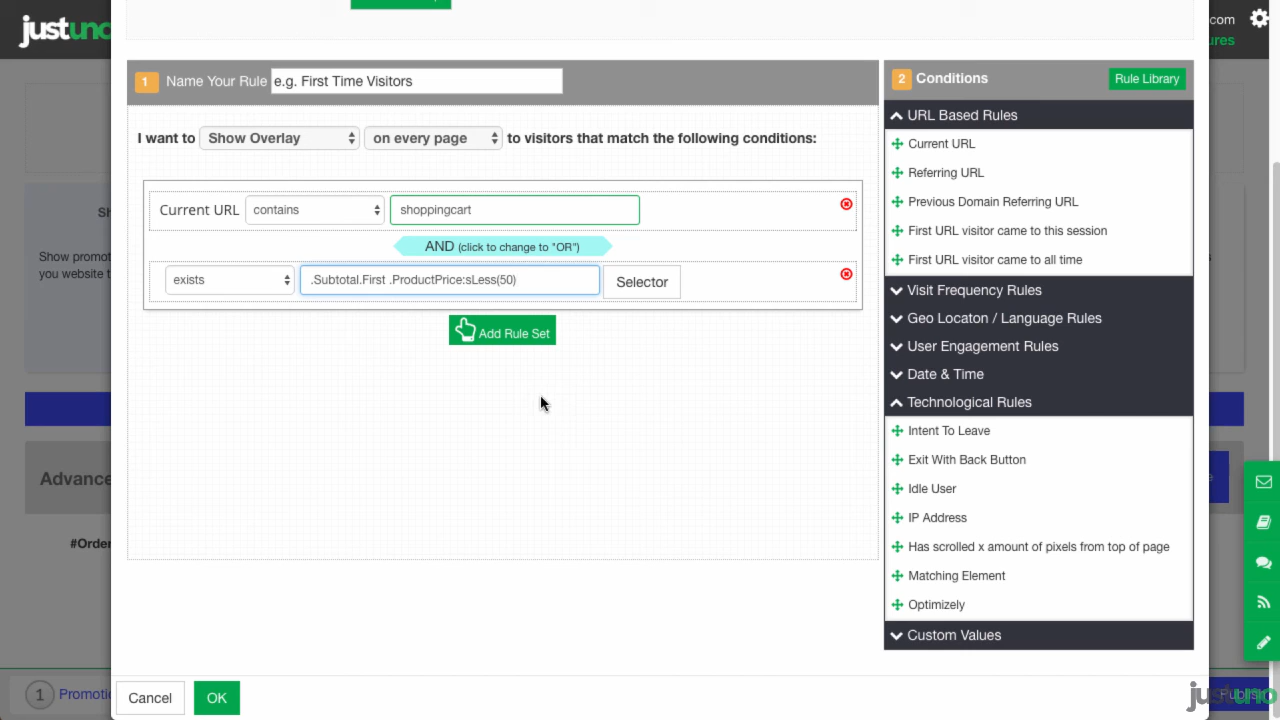 justuno
.com
ures
1 Name Your Rule e.g. First Time Visitors
2 Conditions Rule Library
I want to Show Overlay on every page to visitors that match the following conditions:
Current URL contains shoppingcart
AND (click to change to "OR")
exists .Subtotal.First .ProductPrice:sLess(50) Selector
Add Rule Set
URL Based Rules
Current URL
Referring URL
Previous Domain Referring URL
First URL visitor came to this session
First URL visitor came to all time
Visit Frequency Rules
Geo Locaton / Language Rules
User Engagement Rules
Date & Time
Technological Rules
Intent To Leave
Exit With Back Button
Idle User
IP Address
Has scrolled x amount of pixels from top of page
Matching Element
Optimizely
Custom Values
Show promot
you website t
Advance
#Order
1 Promotic
Cancel OK
justuno